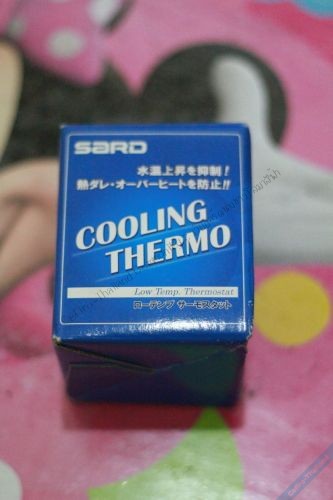 SARD
水温上昇を抑制!
熱ダレ・オーバーヒートを防止!!
COOLING
THERMO
Low Temp. Thermostat
ローテンプ サーモスタット